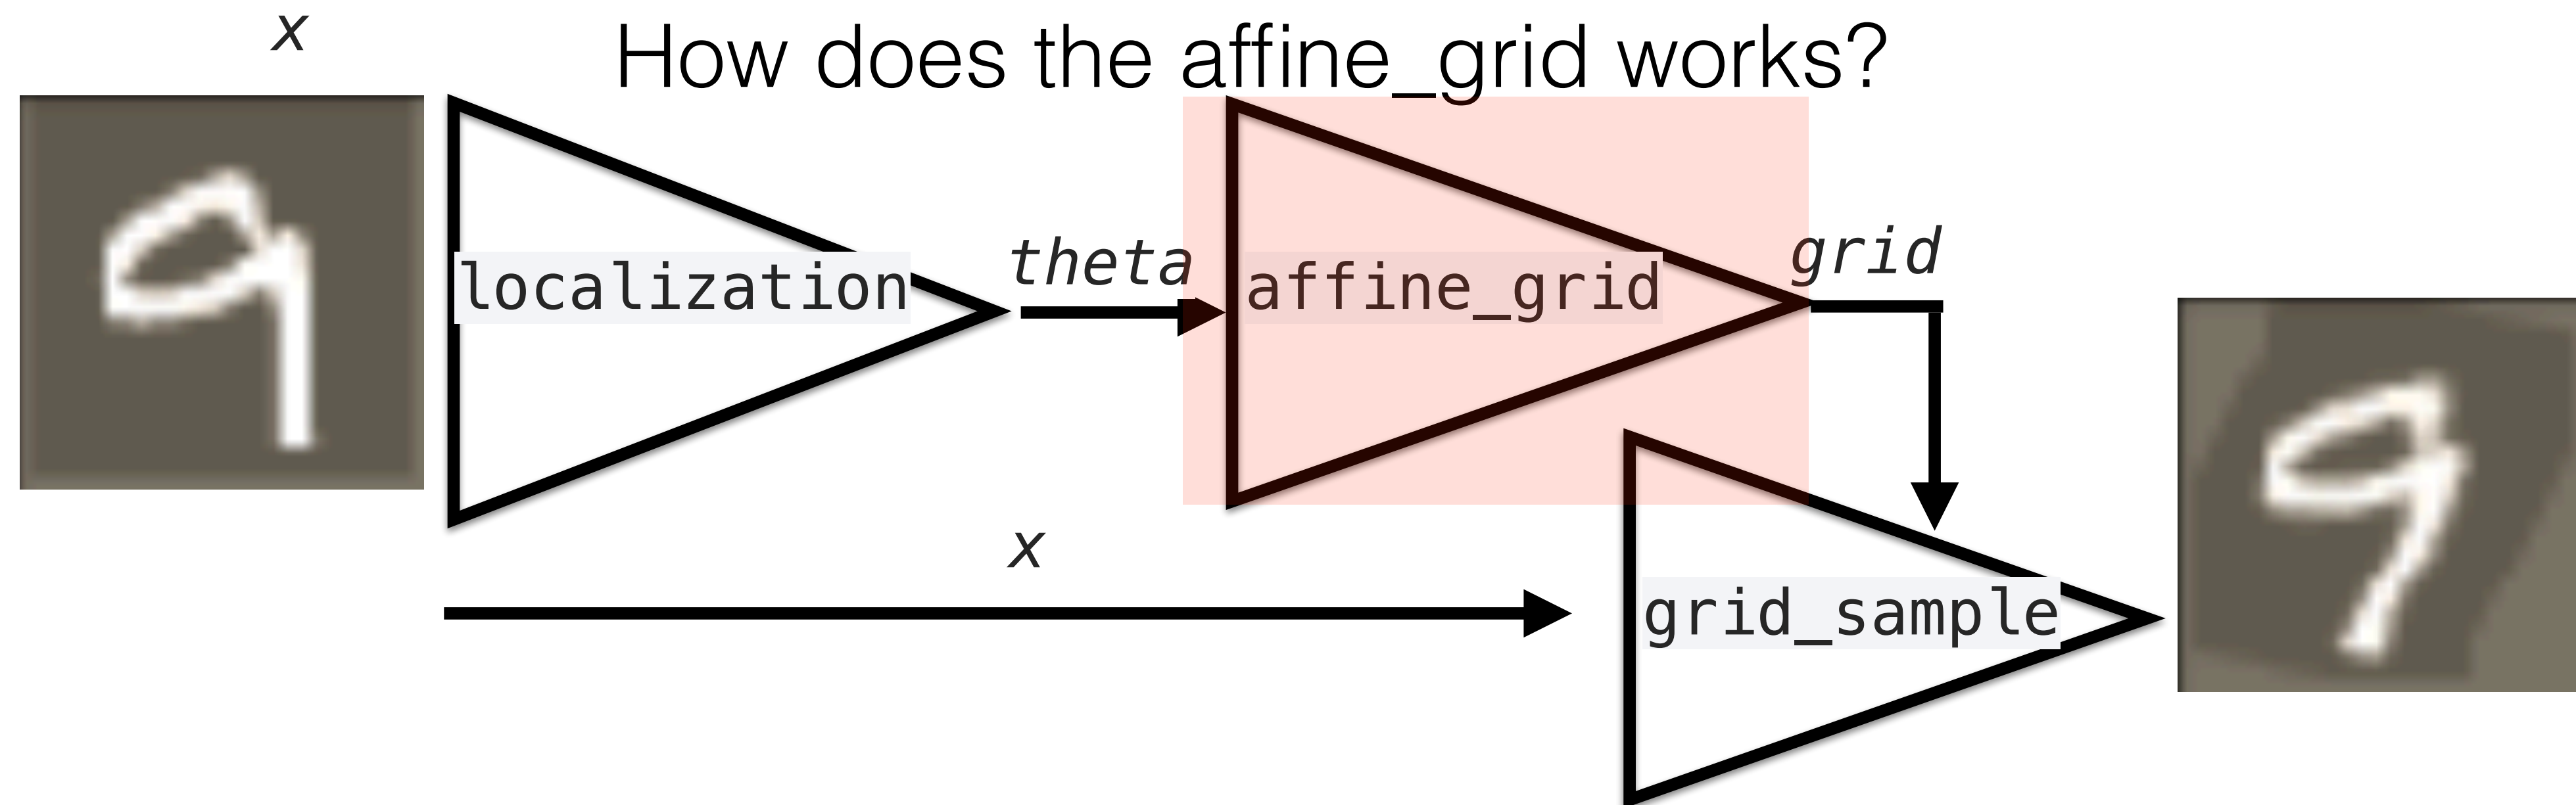 x
How does the affine_grid works?
localization
theta
affine_grid
grid
x
grid_sample